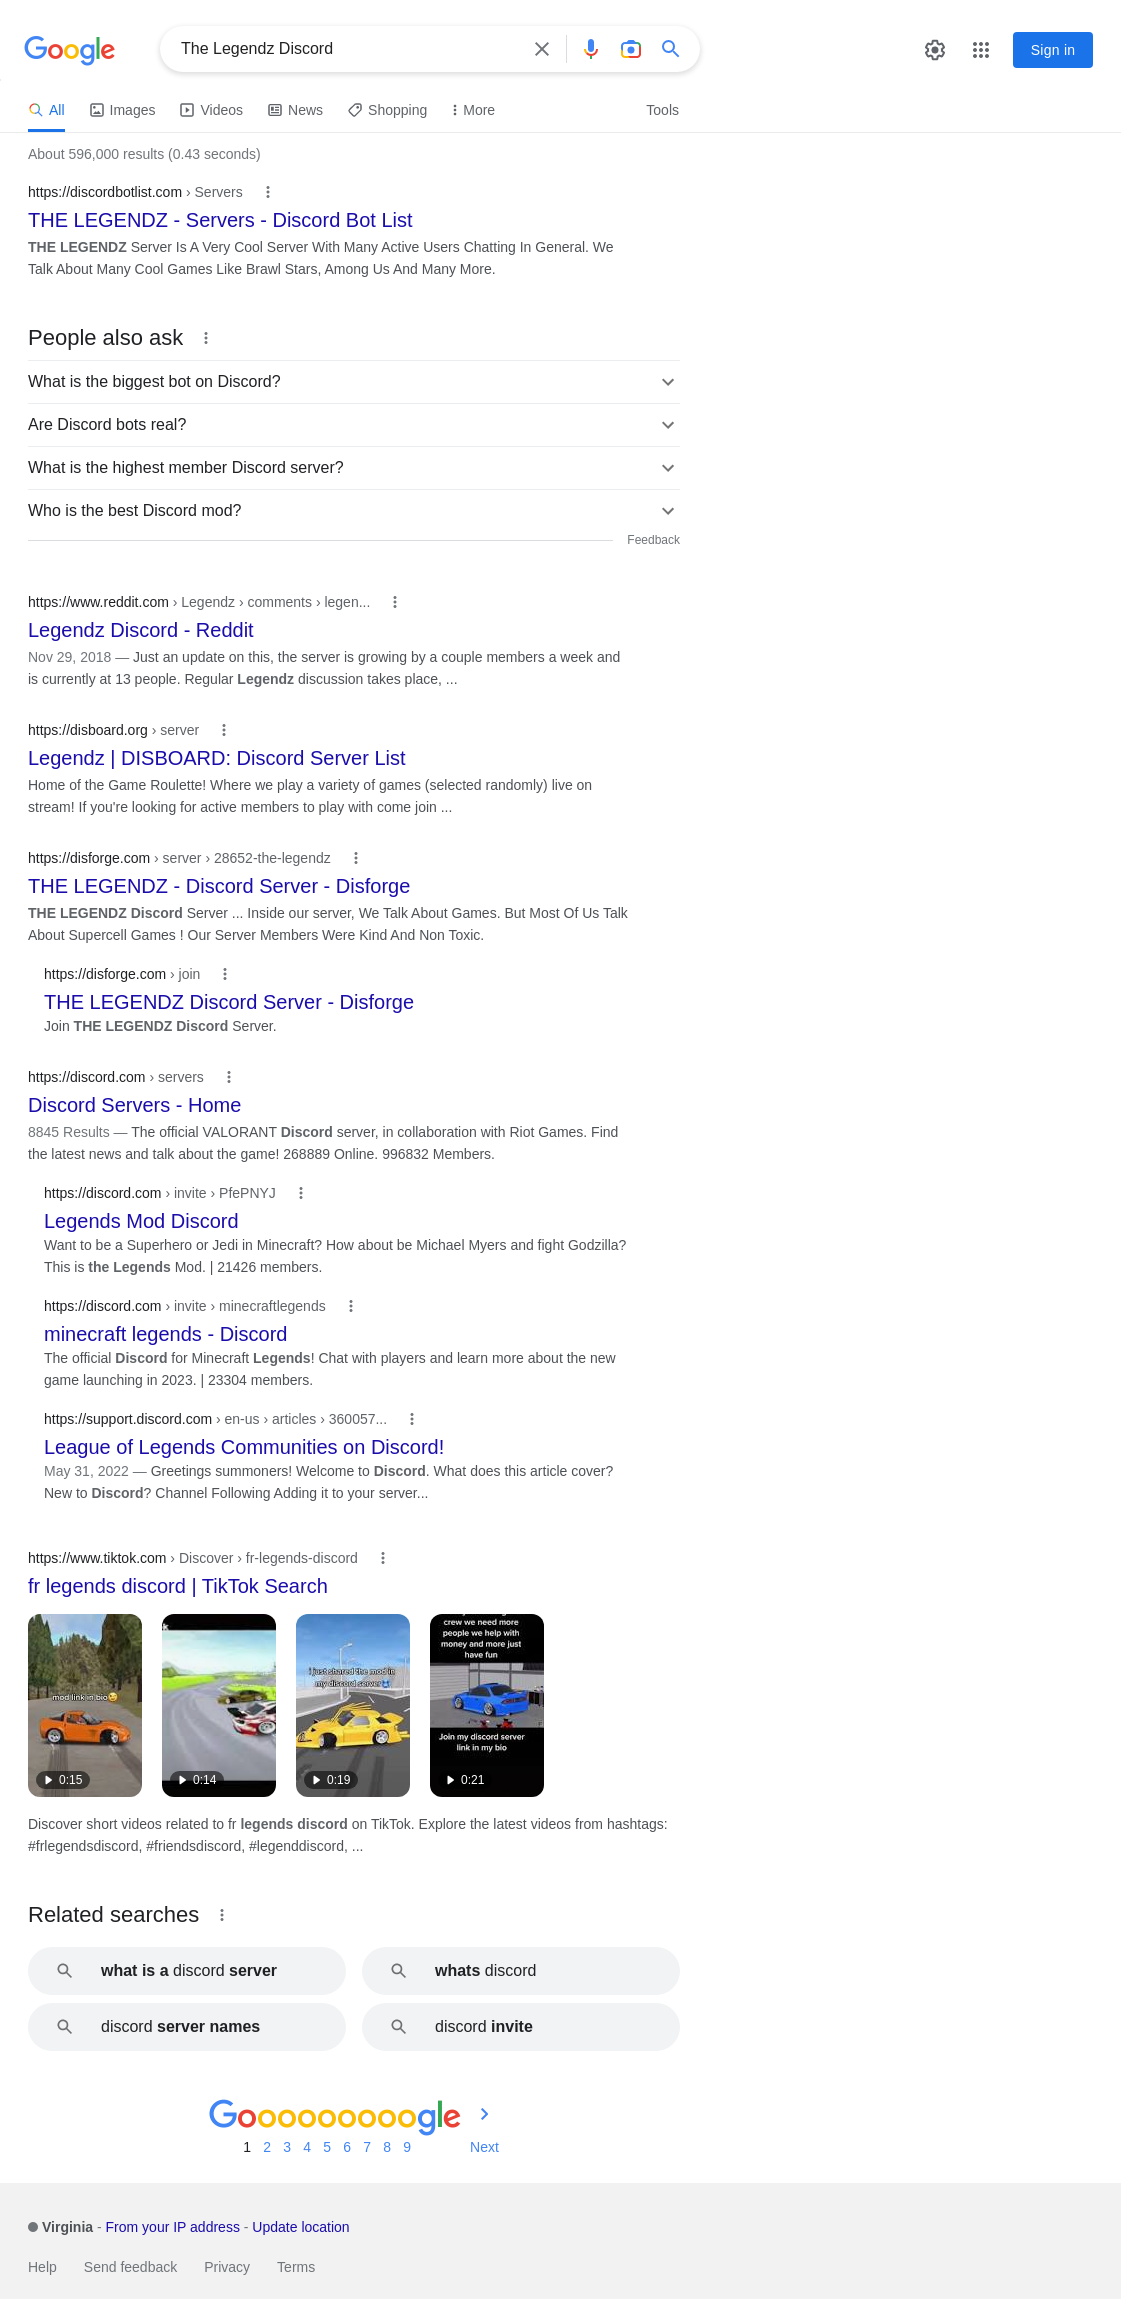 Google
The Legendz Discord
Sign in
All Images Videos News Shopping More Tools
About 596,000 results (0.43 seconds)
https://discordbotlist.com › Servers
THE LEGENDZ - Servers - Discord Bot List
THE LEGENDZ Server Is A Very Cool Server With Many Active Users Chatting In General. We
Talk About Many Cool Games Like Brawl Stars, Among Us And Many More.
People also ask
What is the biggest bot on Discord?
Are Discord bots real?
What is the highest member Discord server?
Who is the best Discord mod?
Feedback
https://www.reddit.com › Legendz › comments › legen...
Legendz Discord - Reddit
Nov 29, 2018 — Just an update on this, the server is growing by a couple members a week and
is currently at 13 people. Regular Legendz discussion takes place, ...
https://disboard.org › server
Legendz | DISBOARD: Discord Server List
Home of the Game Roulette! Where we play a variety of games (selected randomly) live on
stream! If you're looking for active members to play with come join ...
https://disforge.com › server › 28652-the-legendz
THE LEGENDZ - Discord Server - Disforge
THE LEGENDZ Discord Server ... Inside our server, We Talk About Games. But Most Of Us Talk
About Supercell Games ! Our Server Members Were Kind And Non Toxic.
https://disforge.com › join
THE LEGENDZ Discord Server - Disforge
Join THE LEGENDZ Discord Server.
https://discord.com › servers
Discord Servers - Home
8845 Results — The official VALORANT Discord server, in collaboration with Riot Games. Find
the latest news and talk about the game! 268889 Online. 996832 Members.
https://discord.com › invite › PfePNYJ
Legends Mod Discord
Want to be a Superhero or Jedi in Minecraft? How about be Michael Myers and fight Godzilla?
This is the Legends Mod. | 21426 members.
https://discord.com › invite › minecraftlegends
minecraft legends - Discord
The official Discord for Minecraft Legends! Chat with players and learn more about the new
game launching in 2023. | 23304 members.
https://support.discord.com › en-us › articles › 360057...
League of Legends Communities on Discord!
May 31, 2022 — Greetings summoners! Welcome to Discord. What does this article cover?
New to Discord? Channel Following Adding it to your server...
https://www.tiktok.com › Discover › fr-legends-discord
fr legends discord | TikTok Search
mod link in bio
0:15
0:14
i just shared the mod in
my discord server
0:19
crew we need more
people we help with
money and more just
have fun
Join my discord server
link in my bio
0:21
Discover short videos related to fr legends discord on TikTok. Explore the latest videos from hashtags:
#frlegendsdiscord, #friendsdiscord, #legenddiscord, ...
Related searches
what is a discord server
whats discord
discord server names
discord invite
Goooooooooogle
1 2 3 4 5 6 7 8 9 Next
Virginia - From your IP address - Update location
Help Send feedback Privacy Terms